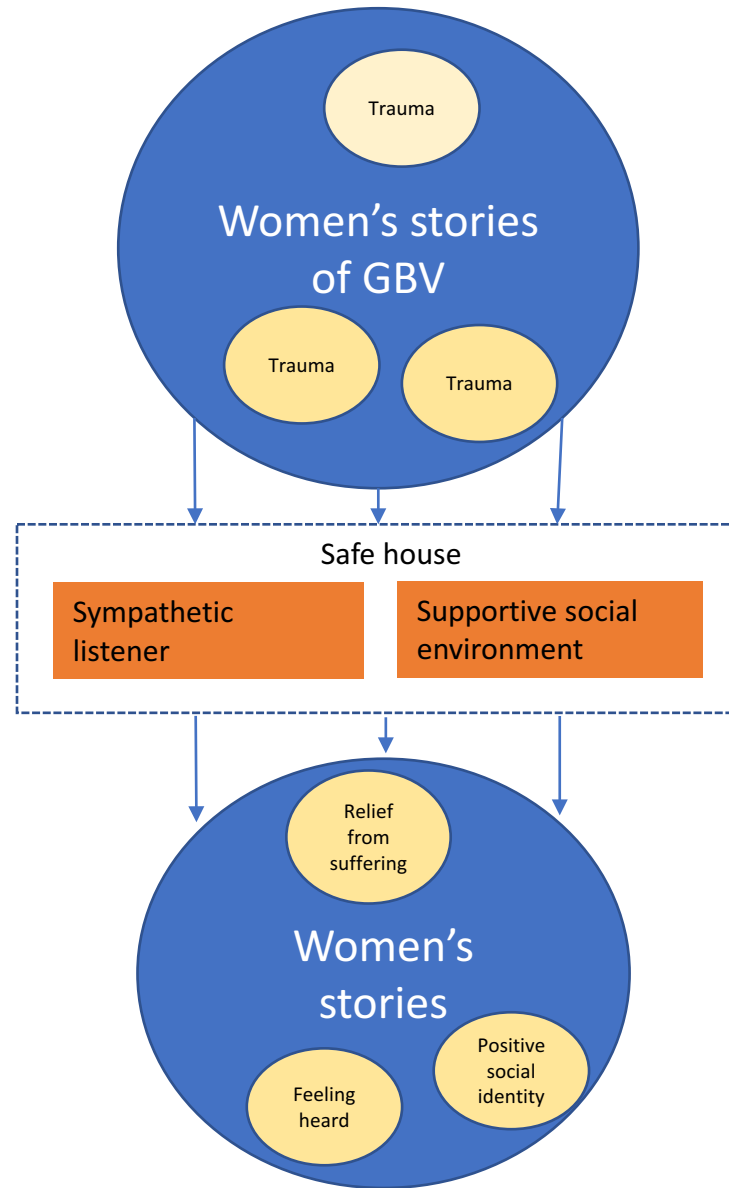 Trauma
Women’s stories
of GBV
Trauma
Trauma
Safe house
Sympathetic
listener
Supportive social
environment
Relief
from
suffering
Women’s
stories
Positive
social
identity
Feeling
heard